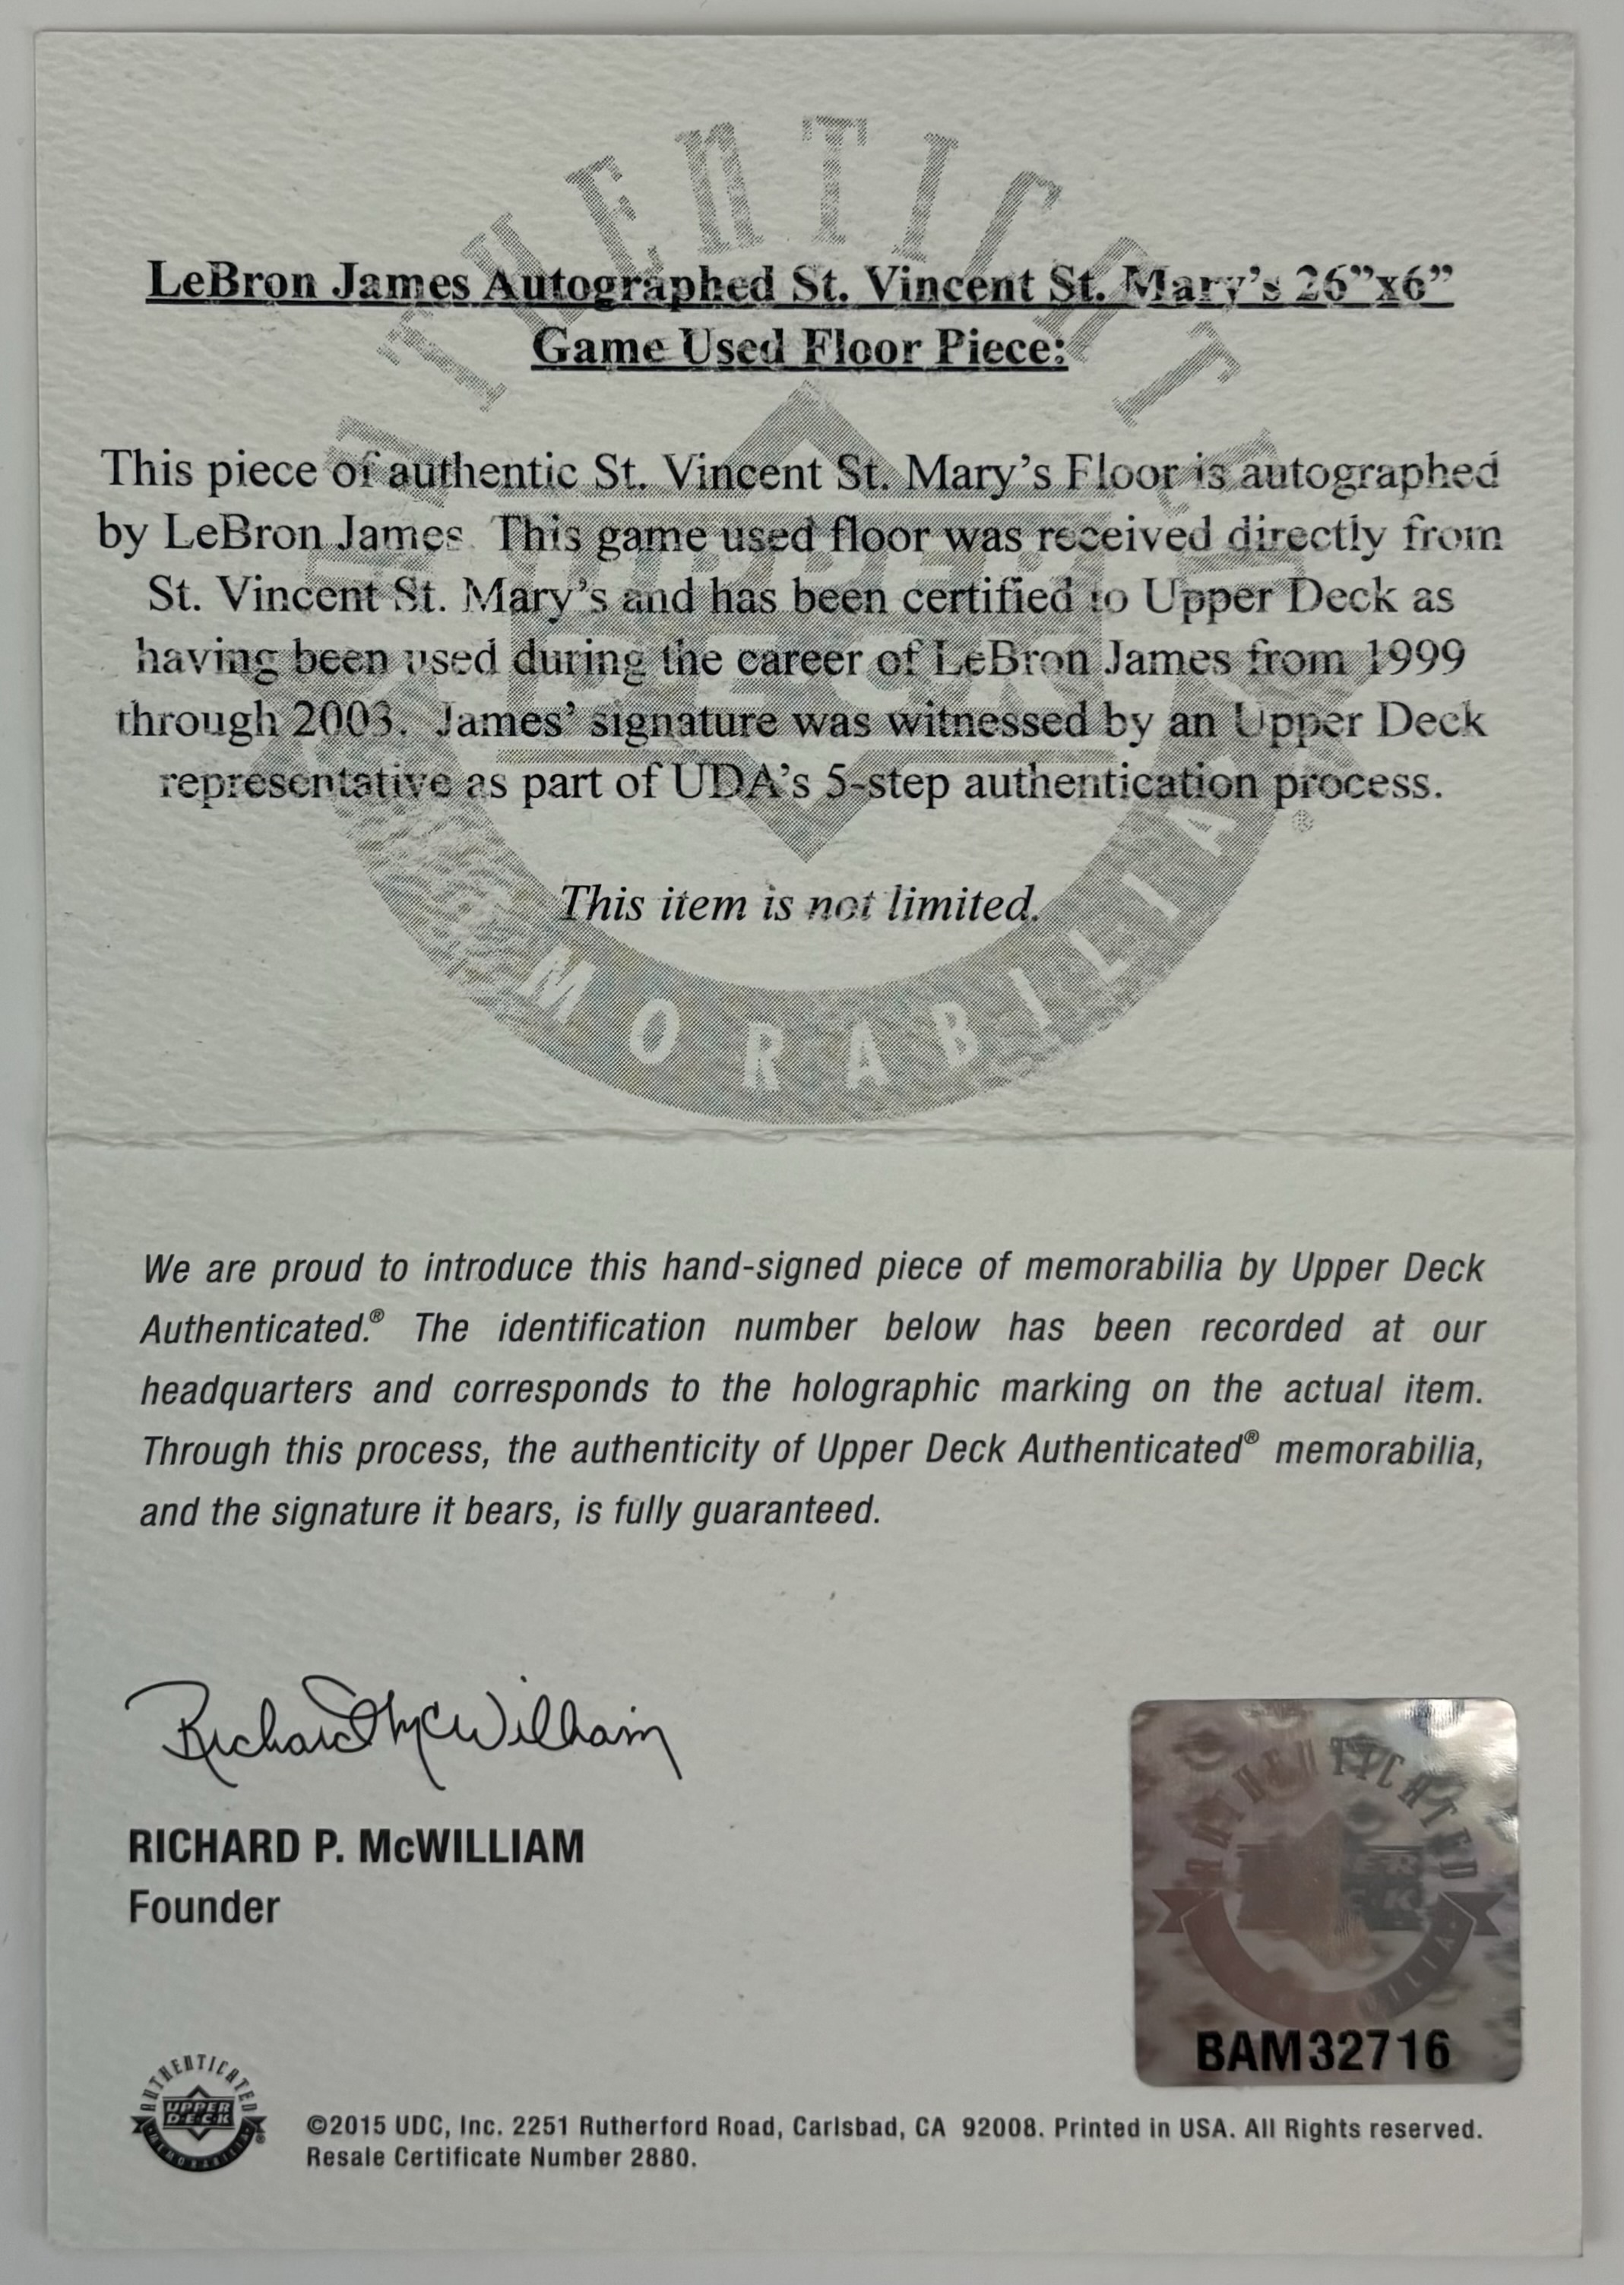 AUTHENTICATED
LeBron James Autographed St. Vincent St. Mary's 26”x6”
Game Used Floor Piece:
This piece of authentic St. Vincent St. Mary’s Floor is autographed
by LeBron James. This game used floor was received directly from
St. Vincent St. Mary’s and has been certified to Upper Deck as
having been used during the career of LeBron James from 1999
through 2003. James’ signature was witnessed by an Upper Deck
representative as part of UDA’s 5-step authentication process.
This item is not limited.
MORABILIA
®
We are proud to introduce this hand-signed piece of memorabilia by Upper Deck
Authenticated.® The identification number below has been recorded at our
headquarters and corresponds to the holographic marking on the actual item.
Through this process, the authenticity of Upper Deck Authenticated® memorabilia,
and the signature it bears, is fully guaranteed.
Richard McWilliam
RICHARD P. McWILLIAM
Founder
AUTHENTICATED
BAM32716
AUTHENTICATED
UPPER
DECK
MEMORABILIA
©2015 UDC, Inc. 2251 Rutherford Road, Carlsbad, CA 92008. Printed in USA. All Rights reserved.
Resale Certificate Number 2880.